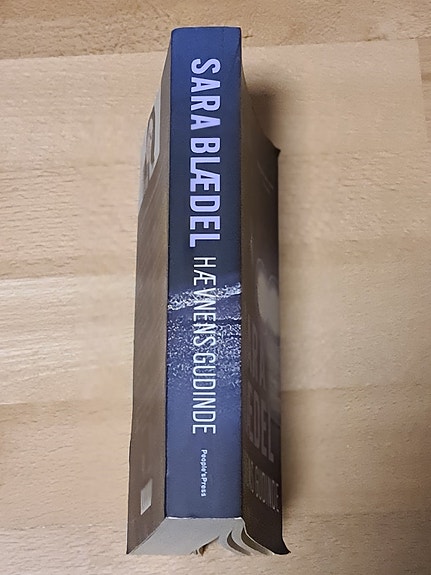 SARA BLÆDEL
HÆVNENS GUDINDE
People'sPress